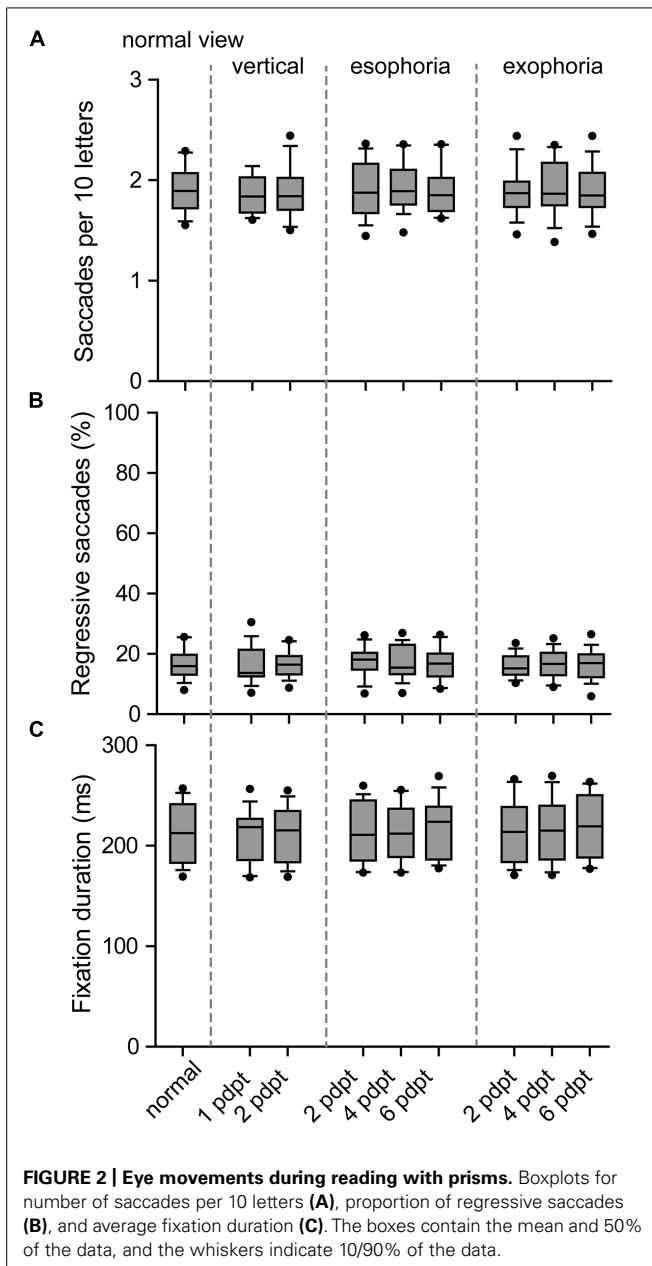 A
normal view
vertical
esophoria
exophoria
Saccades per 10 letters
3
2
1
0
B
Regressive saccades (%)
100
80
60
40
20
0
C
Fixation duration (ms)
300
200
100
0
normal
1 pdpt
2 pdpt
2 pdpt
4 pdpt
6 pdpt
2 pdpt
4 pdpt
6 pdpt
FIGURE 2 | Eye movements during reading with prisms. Boxplots for
number of saccades per 10 letters (A), proportion of regressive saccades
(B), and average fixation duration (C). The boxes contain the mean and 50%
of the data, and the whiskers indicate 10/90% of the data.